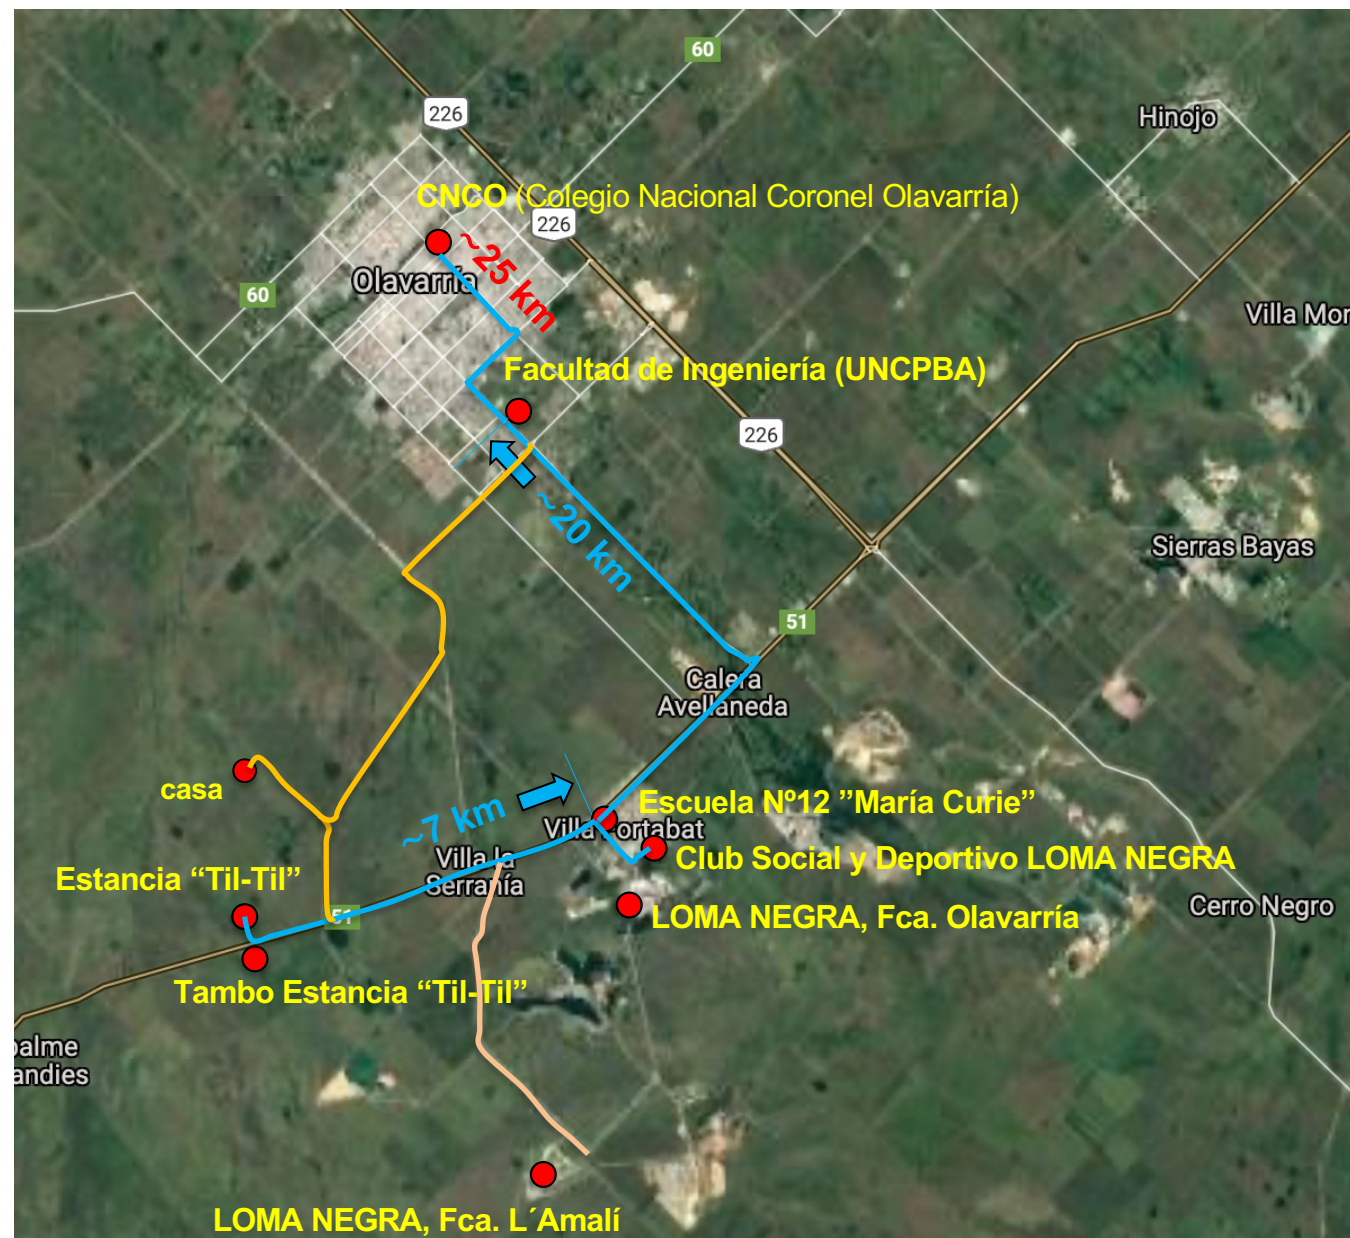 60
226
Hinojo
CNCO (Colegio Nacional Coronel Olavarría)
226
~25 km
Olavarría
60
Villa Mor
Facultad de Ingeniería (UNCPBA)
226
~20 km
Sierras Bayas
51
Calera
Avellaneda
casa
~7 km
Escuela Nº12 ”María Curie”
Villa Fortabat
Villa la
Serranía
Club Social y Deportivo LOMA NEGRA
Estancia “Til-Til”
51
LOMA NEGRA, Fca. Olavarría
Cerro Negro
Tambo Estancia “Til-Til”
palme
andies
LOMA NEGRA, Fca. L´Amalí